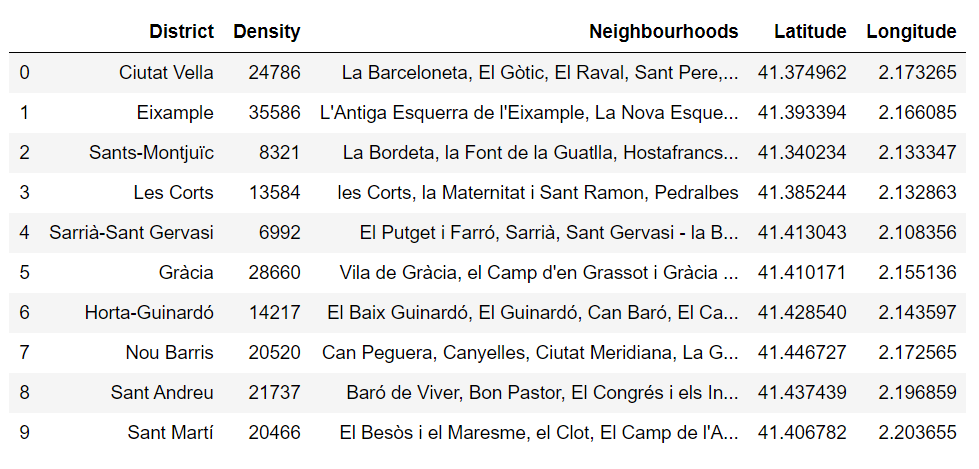 District Density Neighbourhoods Latitude Longitude
0 Ciutat Vella 24786 La Barceloneta, El Gòtic, El Raval, Sant Pere,... 41.374962 2.173265
1 Eixample 35586 L'Antiga Esquerra de l'Eixample, La Nova Esque... 41.393394 2.166085
2 Sants-Montjuïc 8321 La Bordeta, la Font de la Guatlla, Hostafrancs... 41.340234 2.133347
3 Les Corts 13584 les Corts, la Maternitat i Sant Ramon, Pedralbes 41.385244 2.132863
4 Sarrià-Sant Gervasi 6992 El Putget i Farró, Sarrià, Sant Gervasi - la B... 41.413043 2.108356
5 Gràcia 28660 Vila de Gràcia, el Camp d'en Grassot i Gràcia ... 41.410171 2.155136
6 Horta-Guinardó 14217 El Baix Guinardó, El Guinardó, Can Baró, El Ca... 41.428540 2.143597
7 Nou Barris 20520 Can Peguera, Canyelles, Ciutat Meridiana, La G... 41.446727 2.172565
8 Sant Andreu 21737 Baró de Viver, Bon Pastor, El Congrés i els In... 41.437439 2.196859
9 Sant Martí 20466 El Besòs i el Maresme, el Clot, El Camp de l'A... 41.406782 2.203655